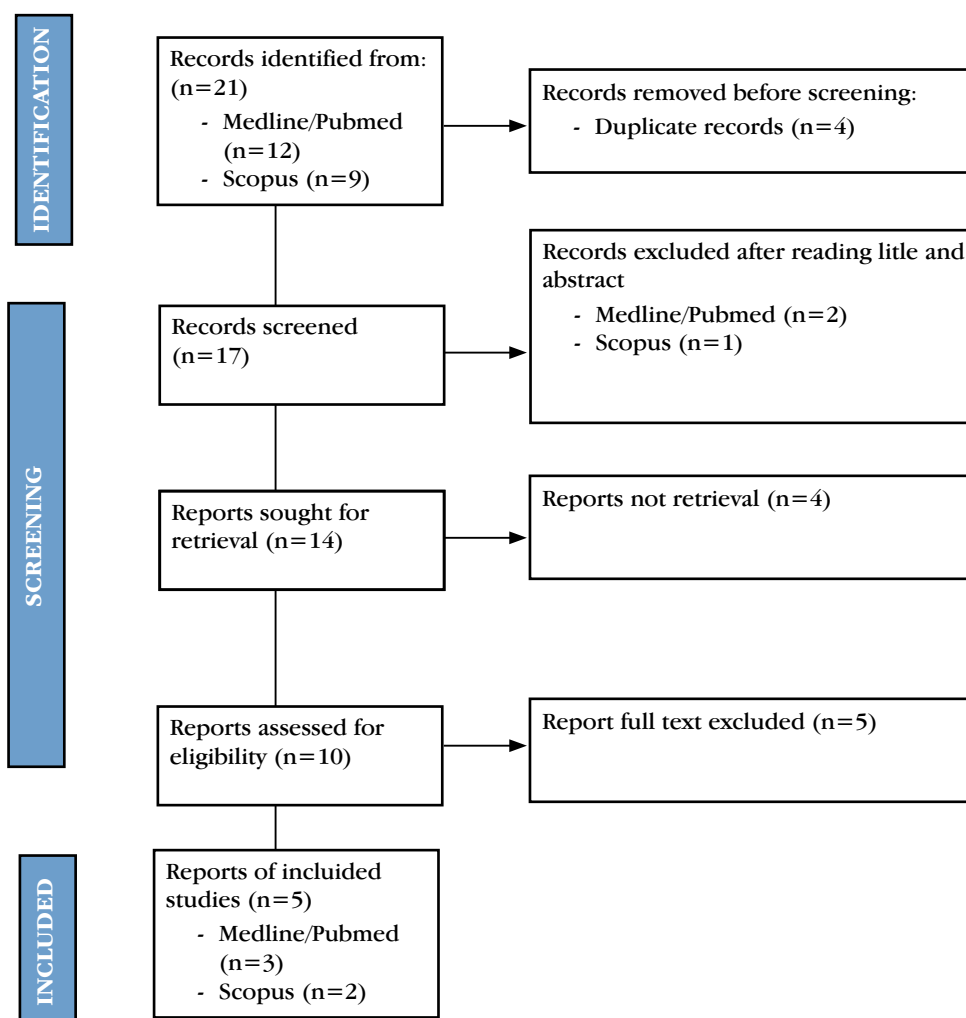 IDENTIFICATION
Records identified from:
(n=21)
- Medline/Pubmed
(n=12)
- Scopus (n=9)
Records removed before screening:
- Duplicate records (n=4)
SCREENING
Records screened
(n=17)
Records excluded after reading litle and
abstract
- Medline/Pubmed (n=2)
- Scopus (n=1)
Reports sought for
retrieval (n=14)
Reports not retrieval (n=4)
Reports assessed for
eligibility (n=10)
Report full text excluded (n=5)
INCLUDED
Reports of incluided
studies (n=5)
- Medline/Pubmed
(n=3)
- Scopus (n=2)